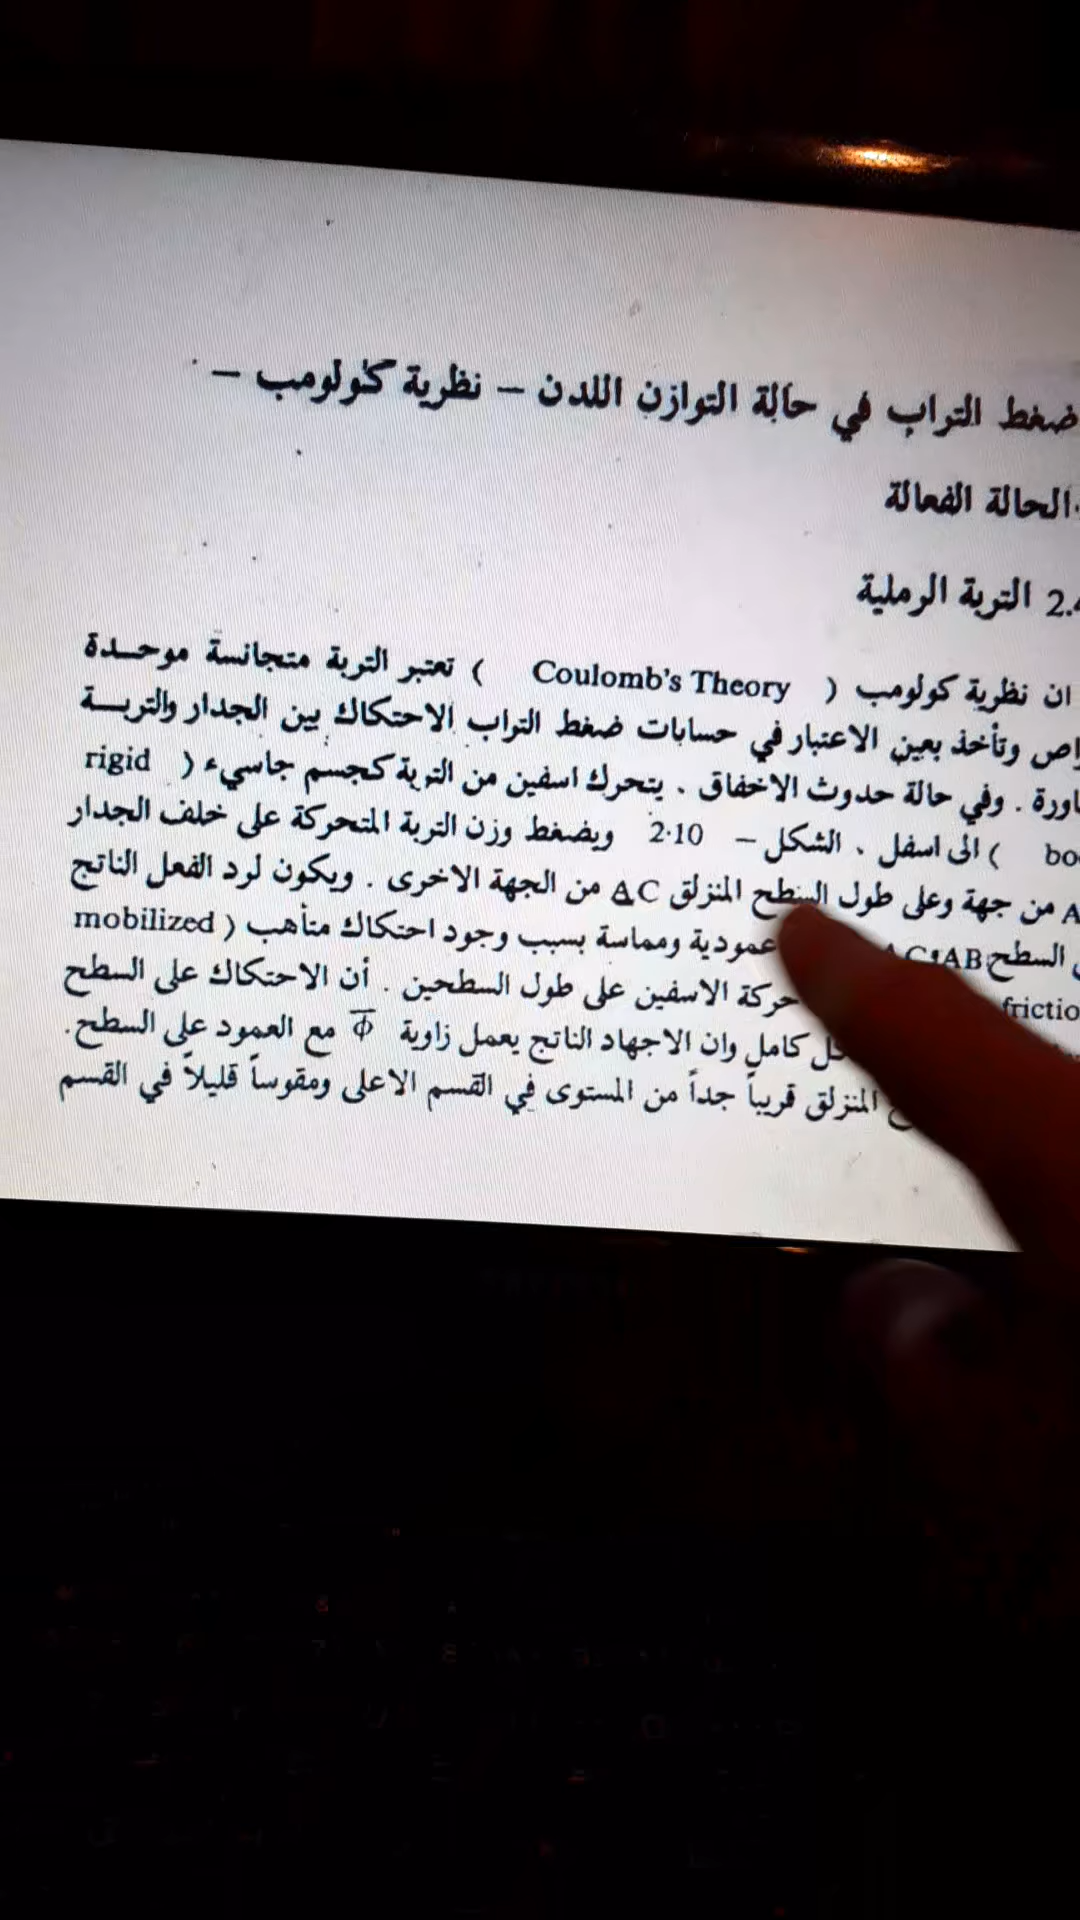 ضغط التراب في حالة التوازن اللدن – نظرية كولومب –
الحالة الفعالة
2.4 التربة الرملية
ان نظرية كولومب ( Coulomb's Theory ) تعتبر التربة متجانسة موحدة
وتأخذ بعين الاعتبار في حسابات ضغط التراب الاحتكاك بين الجدار والتربة
. وفي حالة حدوث الاخفاق . يتحرك اسفين من التربة كجسم جاسيء ( rigid
) الى اسفل . الشكل – 2.10 ويضغط وزن التربة المتحركة على خلف الجدار
من جهة وعلى طول السطح المنزلق AC من الجهة الاخرى . ويكون لرد الفعل الناتج
السطح AB و AC عمودية ومماسة بسبب وجود احتكاك متأهب ( mobilized
حركة الاسفين على طول السطحين . أن الاحتكاك على السطح
كامل وان الاجهاد الناتج يعمل زاوية Φ̅ مع العمود على السطح .
المنزلق قريباً جداً من المستوى في القسم الاعلى ومقوساً قليلاً في القسم